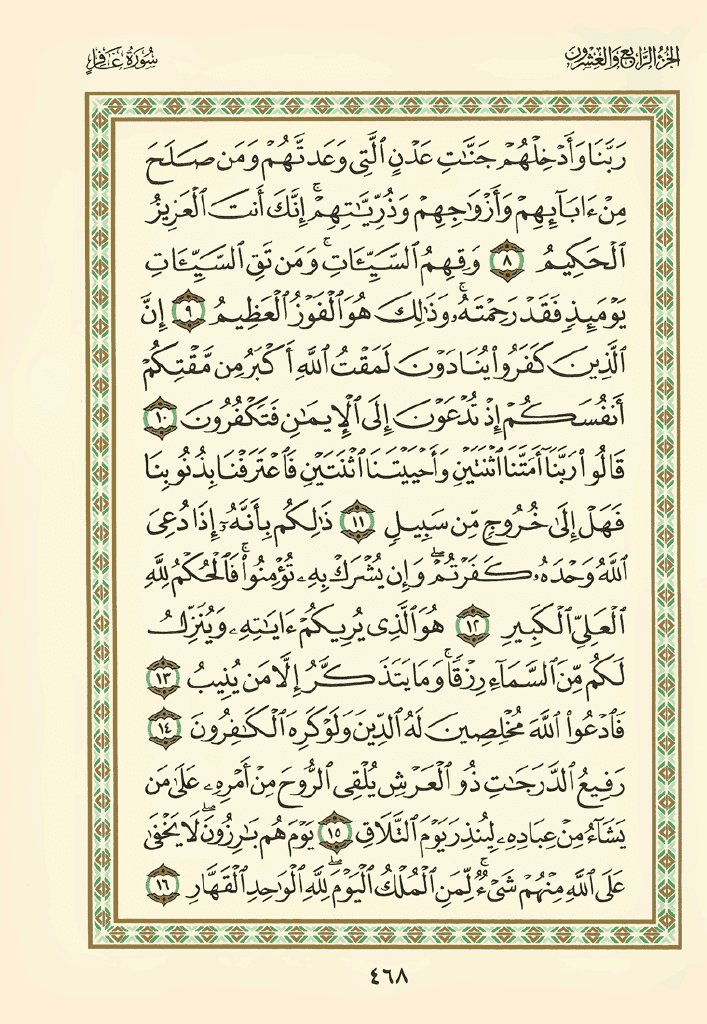 الجزء الرابع والعشرون
سورة غافر
رَبَّنَا وَأَدْخِلْهُمْ جَنَّٰتِ عَدْنٍ ٱلَّتِى وَعَدتَّهُمْ وَمَن صَلَحَ
مِنْ ءَابَآئِهِمْ وَأَزْوَٰجِهِمْ وَذُرِّيَّٰتِهِمْ ۚ إِنَّكَ أَنتَ ٱلْعَزِيزُ
ٱلْحَكِيمُ ٨ وَقِهِمُ ٱلسَّيِّـَٔاتِ ۚ وَمَن تَقِ ٱلسَّيِّـَٔاتِ
يَوْمَئِذٍ فَقَدْ رَحِمْتَهُۥ ۚ وَذَٰلِكَ هُوَ ٱلْفَوْزُ ٱلْعَظِيمُ ٩ إِنَّ
ٱلَّذِينَ كَفَرُوا۟ يُنَادَوْنَ لَمَقْتُ ٱللَّهِ أَكْبَرُ مِن مَّقْتِكُمْ
أَنفُسَكُمْ إِذْ تُدْعَوْنَ إِلَى ٱلْإِيمَٰنِ فَتَكْفُرُونَ ١٠
قَالُوا۟ رَبَّنَآ أَمَتَّنَا ٱثْنَتَيْنِ وَأَحْيَيْتَنَا ٱثْنَتَيْنِ فَٱعْتَرَفْنَا بِذُنُوبِنَا
فَهَلْ إِلَىٰ خُرُوجٍ مِّن سَبِيلٍ ١١ ذَٰلِكُم بِأَنَّهُۥٓ إِذَا دُعِىَ
ٱللَّهُ وَحْدَهُۥ كَفَرْتُمْ ۖ وَإِن يُشْرَكْ بِهِۦ تُؤْمِنُوا۟ ۚ فَٱلْحُكْمُ لِلَّهِ
ٱلْعَلِىِّ ٱلْكَبِيرِ ١٢ هُوَ ٱلَّذِى يُرِيكُمْ ءَايَٰتِهِۦ وَيُنَزِّلُ
لَكُم مِّنَ ٱلسَّمَآءِ رِزْقًا ۚ وَمَا يَتَذَكَّرُ إِلَّا مَن يُنِيبُ ١٣
فَٱدْعُوا۟ ٱللَّهَ مُخْلِصِينَ لَهُ ٱلدِّينَ وَلَوْ كَرِهَ ٱلْكَٰفِرُونَ ١٤
رَفِيعُ ٱلدَّرَجَٰتِ ذُو ٱلْعَرْشِ يُلْقِى ٱلرُّوحَ مِنْ أَمْرِهِۦ عَلَىٰ مَن
يَشَآءُ مِنْ عِبَادِهِۦ لِيُنذِرَ يَوْمَ ٱلتَّلَاقِ ١٥ يَوْمَ هُم بَٰرِزُونَ ۖ لَا يَخْفَىٰ
عَلَى ٱللَّهِ مِنْهُمْ شَىْءٌ ۚ لِّمَنِ ٱلْمُلْكُ ٱلْيَوْمَ ۖ لِلَّهِ ٱلْوَٰحِدِ ٱلْقَهَّارِ ١٦
٤٦٨